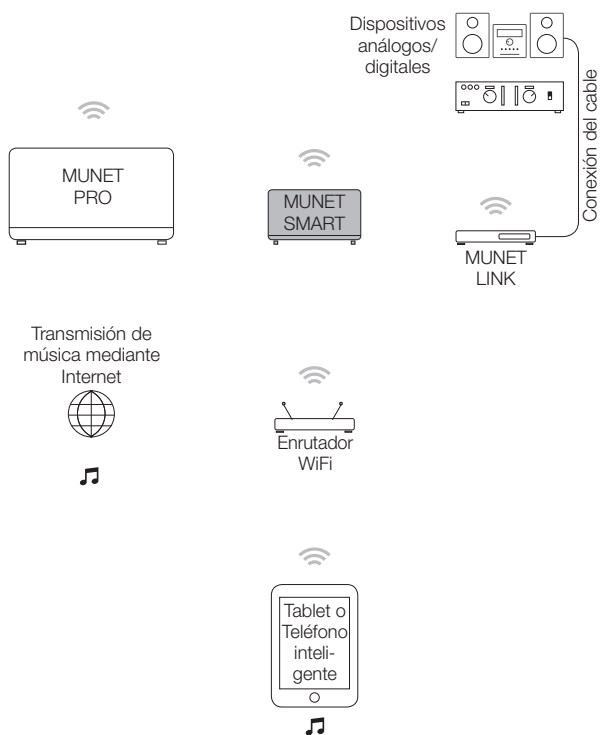 Dispositivos
análogos/
digitales
Conexión del cable
MUNET
PRO
MUNET
SMART
MUNET
LINK
Transmisión de
música mediante
Internet
Enrutador
WiFi
Tablet o
Teléfono
inteli-
gente